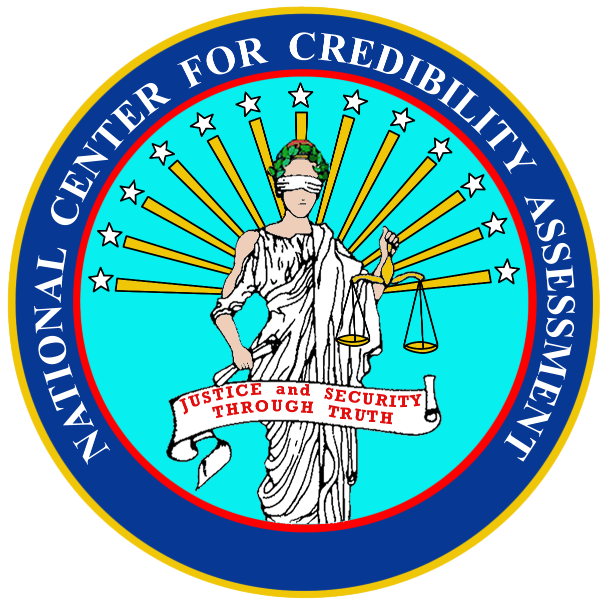 NATIONAL CENTER FOR CREDIBILITY ASSESSMENT
JUSTICE and SECURITY
THROUGH TRUTH